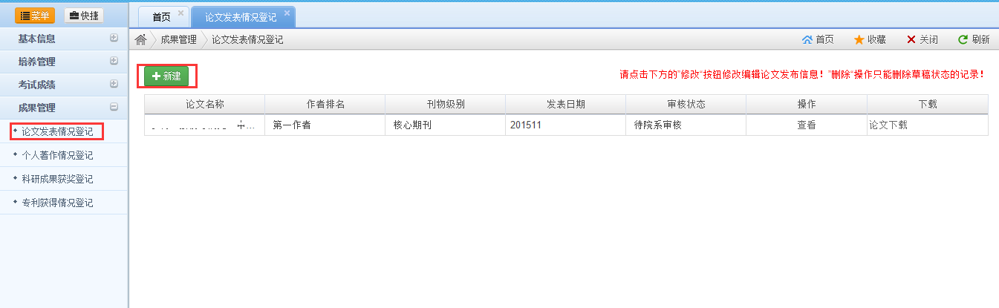 菜单 快捷
首页 论文发表情况登记
基本信息
成果管理 论文发表情况登记
首页 收藏 关闭 刷新
培养管理
新建
请点击下方的"修改"按钮修改编辑论文发布信息！"删除"操作只能删除草稿状态的记录！
考试成绩
成果管理
论文发表情况登记
个人著作情况登记
科研成果获奖登记
专利获得情况登记
论文名称 作者排名 刊物级别 发表日期 审核状态 操作 下载
第一作者 核心期刊 201511 待院系审核 查看 论文下载